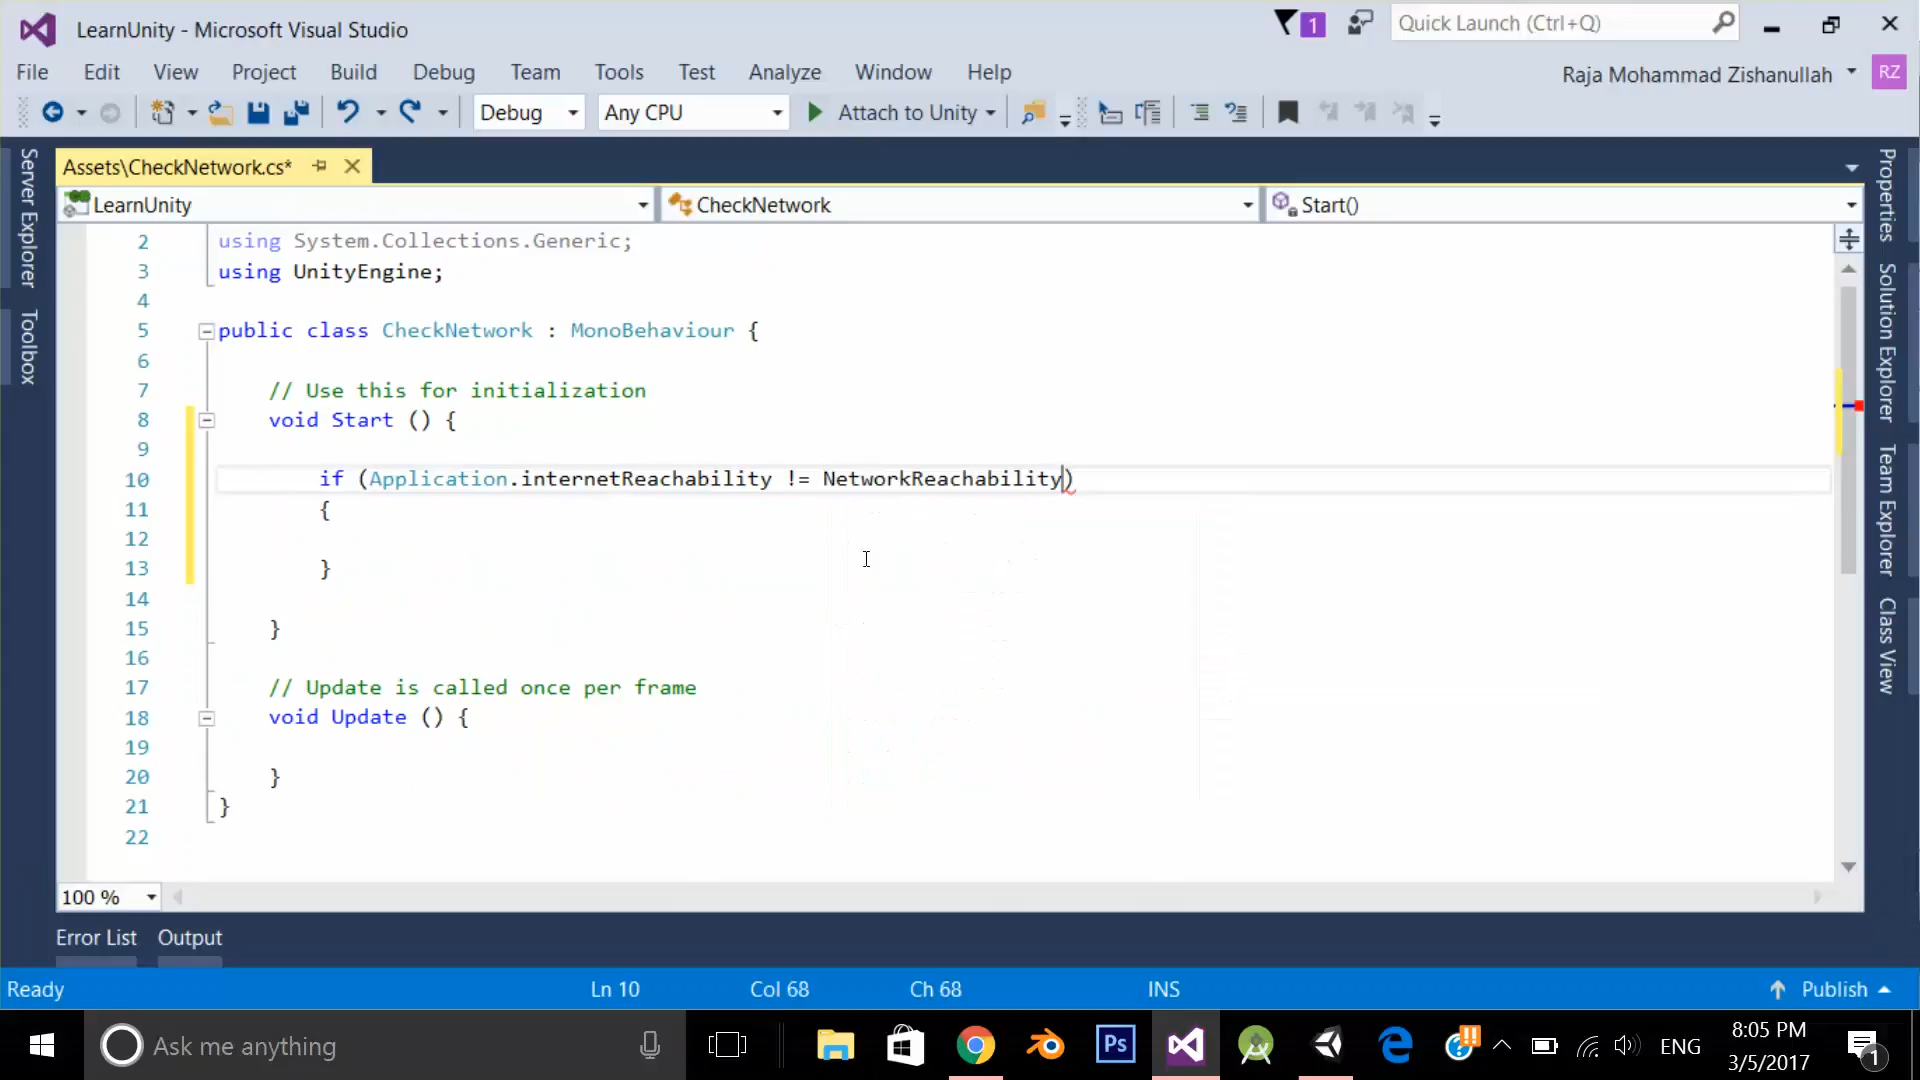 LearnUnity - Microsoft Visual Studio
1
Quick Launch (Ctrl+Q)
File Edit View Project Build Debug Team Tools Test Analyze Window Help
Raja Mohammad Zishanullah
RZ
Debug
Any CPU
Attach to Unity
Server Explorer
Toolbox
Assets\CheckNetwork.cs*
LearnUnity
CheckNetwork
Start()
2 using System.Collections.Generic;
3 using UnityEngine;
4
5 public class CheckNetwork : MonoBehaviour {
6
7 // Use this for initialization
8 void Start () {
9
10 if (Application.internetReachability != NetworkReachability)
11 {
12
13 }
14
15 }
16
17 // Update is called once per frame
18 void Update () {
19
20 }
21 }
22
100 %
Properties
Solution Explorer
Team Explorer
Class View
Error List Output
Ready
Ln 10
Col 68
Ch 68
INS
Publish
Ask me anything
Ps
ENG
8:05 PM
3/5/2017
1